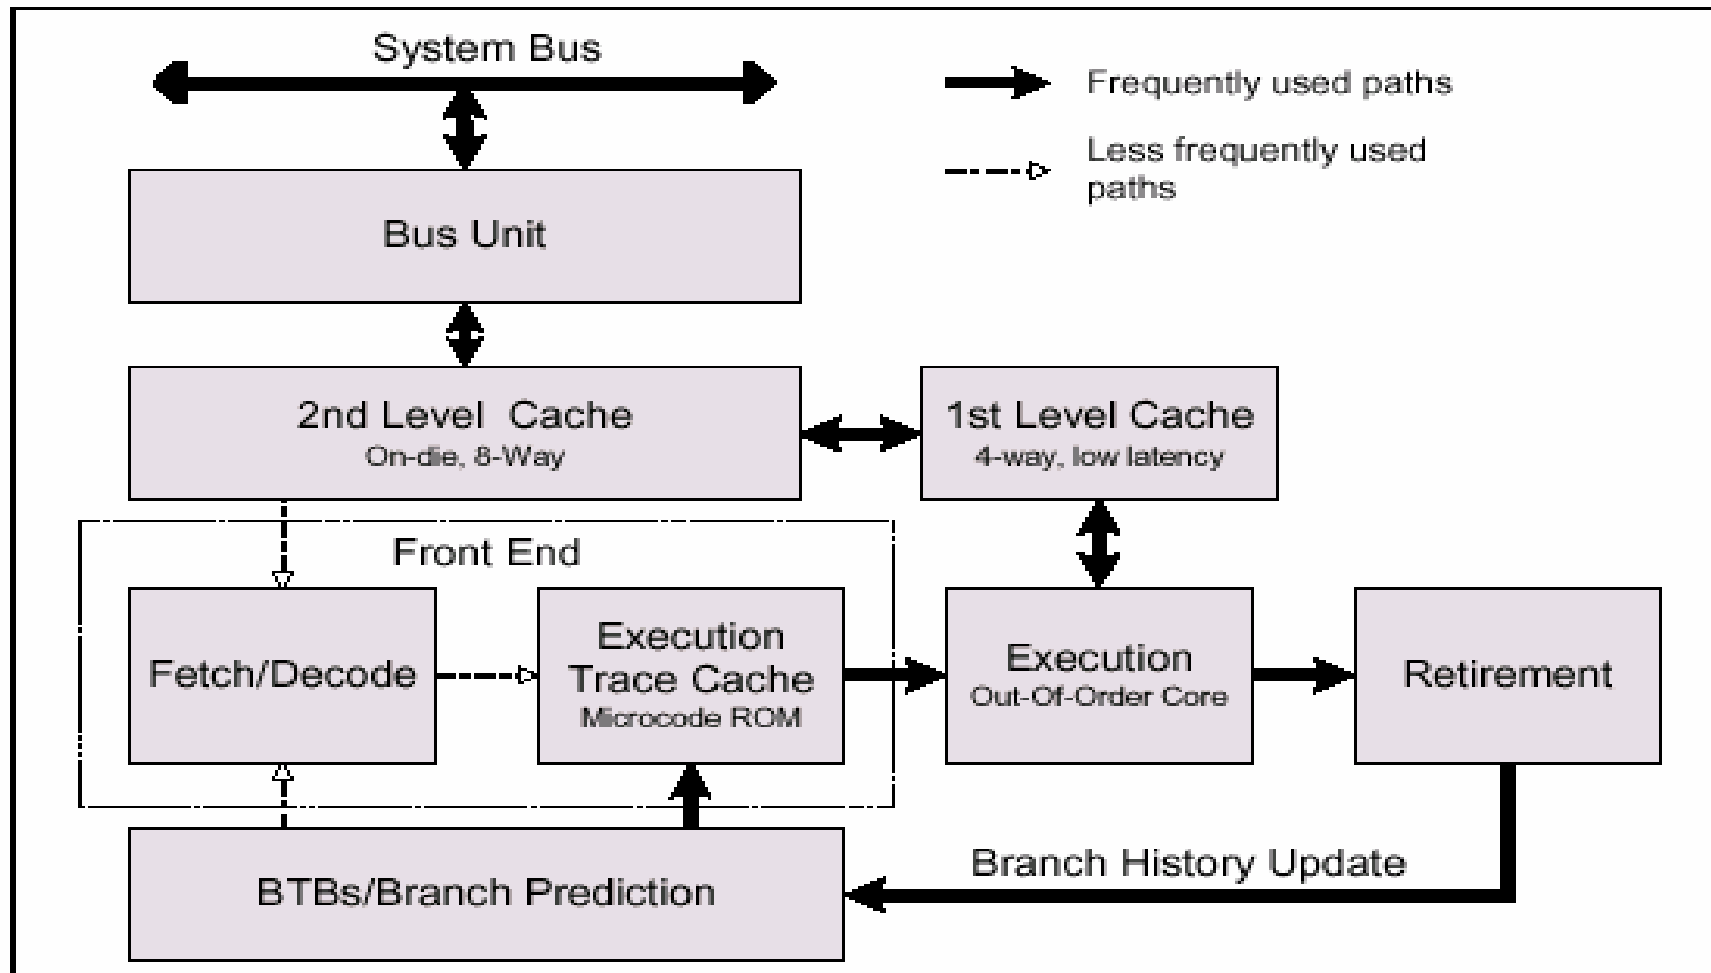 System Bus
Frequently used paths
Less frequently used
paths
Bus Unit
2nd Level Cache
On-die, 8-Way
1st Level Cache
4-way, low latency
Front End
Fetch/Decode
Execution
Trace Cache
Microcode ROM
Execution
Out-Of-Order Core
Retirement
BTBs/Branch Prediction
Branch History Update